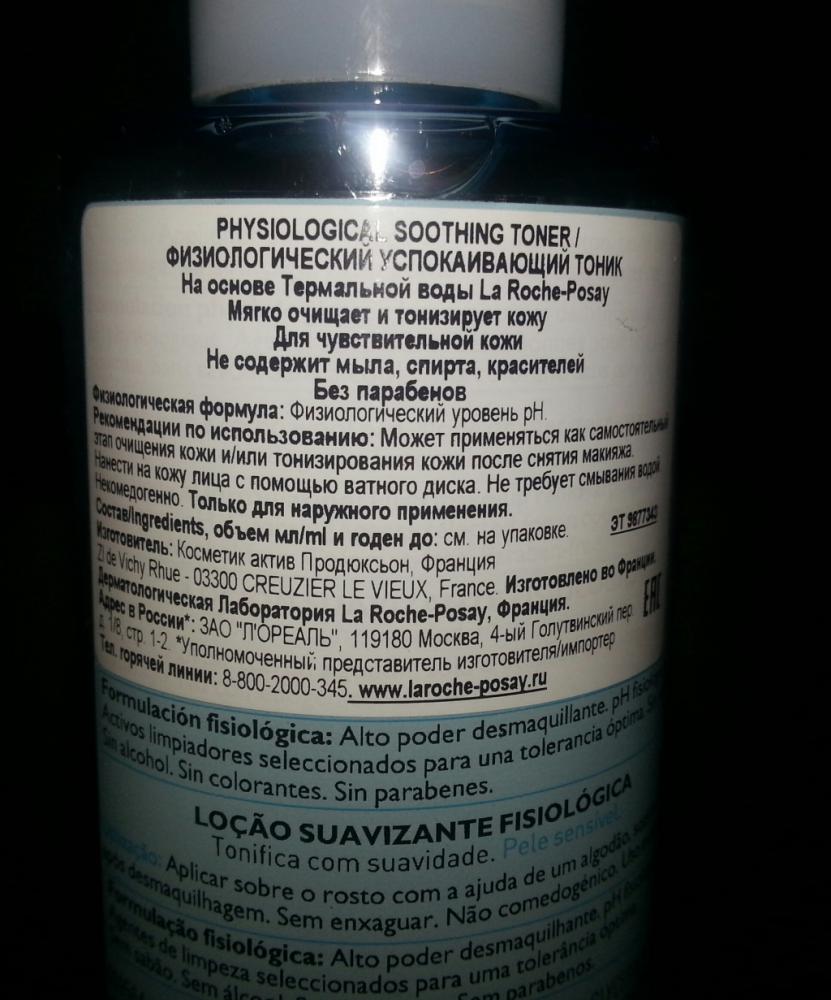 PHYSIOLOGICAL SOOTHING TONER /
ФИЗИОЛОГИЧЕСКИЙ УСПОКАИВАЮЩИЙ ТОНИК
На основе Термальной воды La Roche-Posay
Мягко очищает и тонизирует кожу
Для чувствительной кожи
Не содержит мыла, спирта, красителей
Без парабенов
Физиологическая формула: Физиологический уровень pH.
Рекомендации по использованию: Может применяться как самостоятельный
этап очищения кожи и/или тонизирования кожи после снятия макияжа.
Нанести на кожу лица с помощью ватного диска. Не требует смывания водой.
Некомедогенно. Только для наружного применения.
Состав/Ingredients, объем мл/ml и годен до: см. на упаковке.
ЭТ 9877343
Изготовитель: Косметик актив Продюксьон, Франция
ZI de Vichy Rhue - 03300 CREUZIER LE VIEUX, France. Изготовлено во Франции.
Дерматологическая Лаборатория La Roche-Posay, Франция.
EAC
Адрес в России*: ЗАО "Л'ОРЕАЛЬ", 119180 Москва, 4-ый Голутвинский пер.
д. 1/8, стр. 1-2. *Уполномоченный представитель изготовителя/импортер
Тел. горячей линии: 8-800-2000-345. www.laroche-posay.ru
Formulación fisiológica: Alto poder desmaquillante. pH
Activos limpiadores seleccionados para una tolerancia óptima.
Sin alcohol. Sin colorantes. Sin parabenes.
LOÇÃO SUAVIZANTE FISIOLÓGICA
Tonifica com suavidade. Pele sensível.
Aplicar sobre o rosto com a ajuda de um algodão,
após desmaquilhagem. Sem enxaguar. Não comedogénico.
Formulação fisiológica: Alto poder desmaquilhante. pH
Agentes de limpeza seleccionados para uma tolerância
sabão. Sem Sem parabenos.